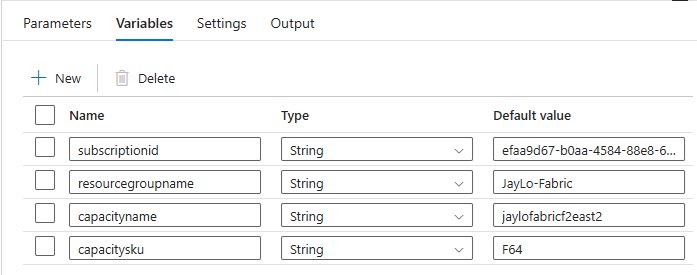 Parameters Variables Settings Output
New Delete
Name Type Default value
subscriptionid String efaa9d67-b0aa-4584-88e8-6...
resourcegroupname String JayLo-Fabric
capacityname String jaylofabricf2east2
capacitysku String F64